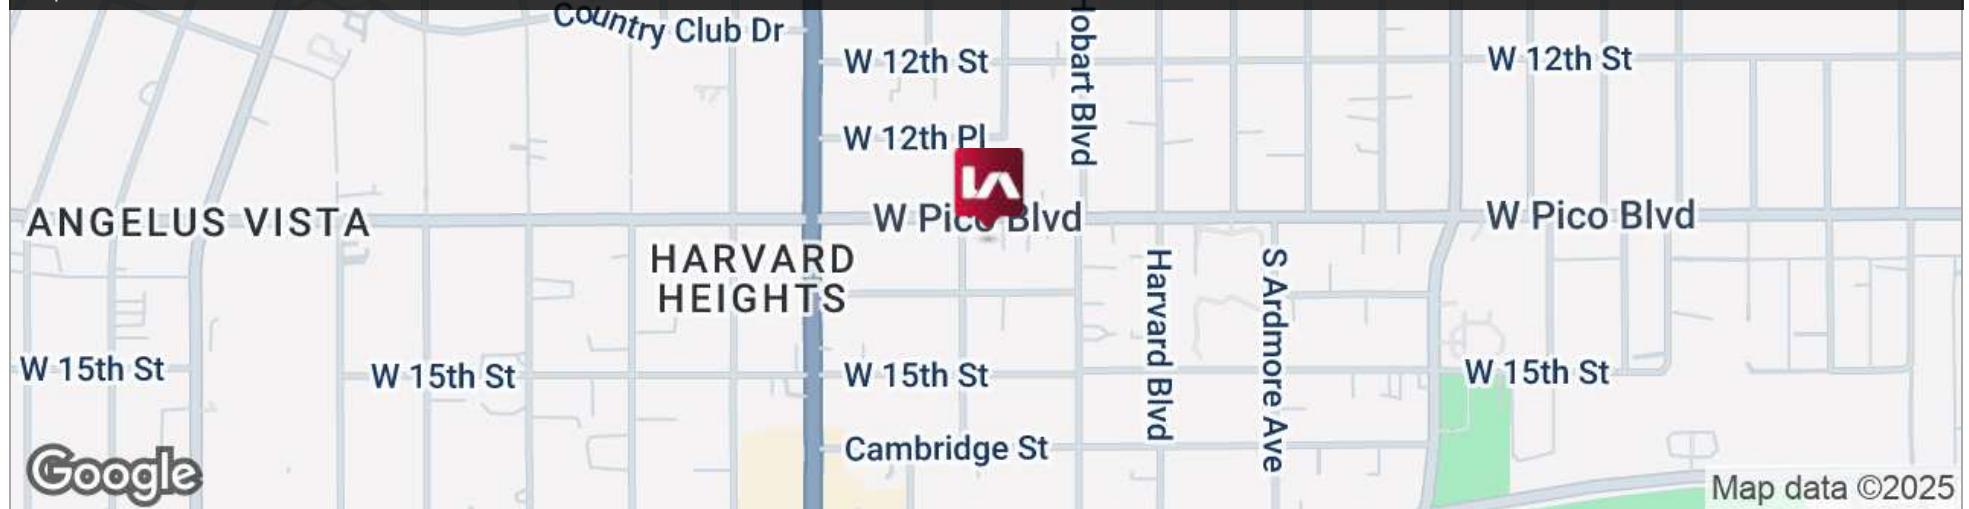 Country Club Dr
W 12th St
Hobart Blvd
W 12th St
W 12th Pl
LA
ANGELUS VISTA
W Pico Blvd
W Pico Blvd
HARVARD
HEIGHTS
Harvard Blvd
S Ardmore Ave
W 15th St
W 15th St
W 15th St
W 15th St
Cambridge St
Google
Map data ©2025